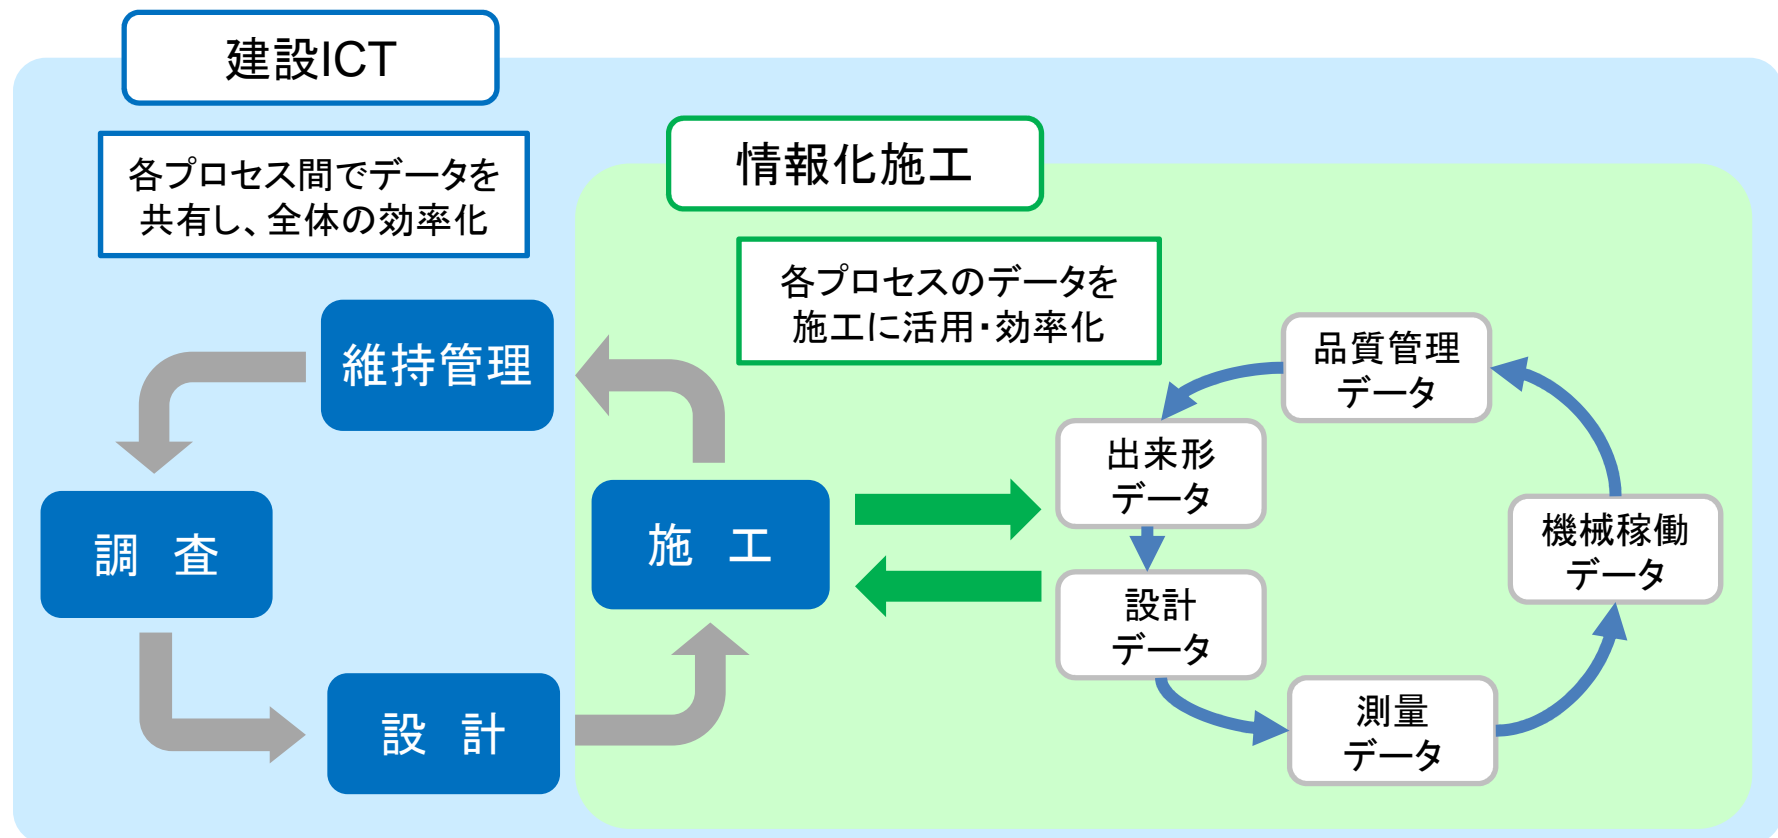 建設ICT
各プロセス間でデータを
共有し、全体の効率化
情報化施工
各プロセスのデータを
施工に活用・効率化
維持管理
調　査
設　計
施　工
品質管理
データ
出来形
データ
機械稼働
データ
設計
データ
測量
データ